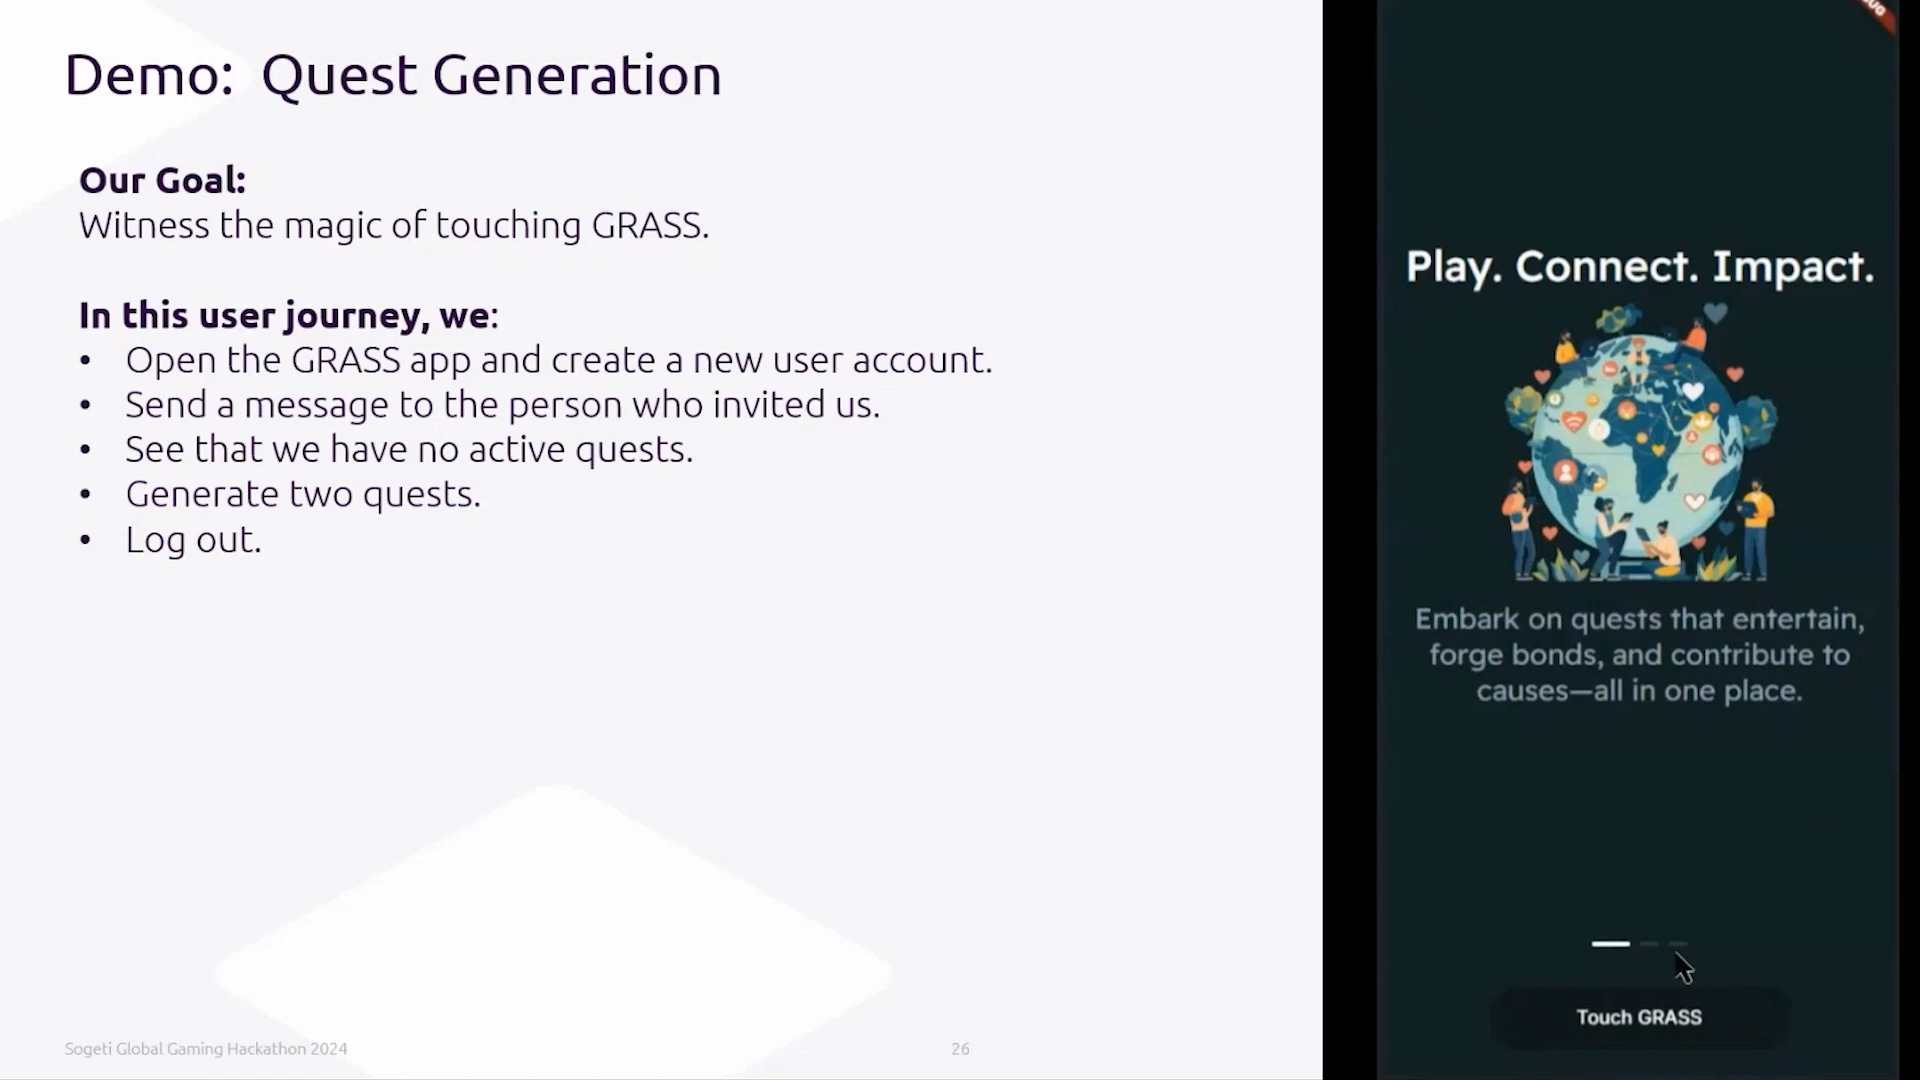 Demo: Quest Generation
Our Goal:
Witness the magic of touching GRASS.
In this user journey, we:
• Open the GRASS app and create a new user account.
• Send a message to the person who invited us.
• See that we have no active quests.
• Generate two quests.
• Log out.
Sogeti Global Gaming Hackathon 2024
26
Play. Connect. Impact.
Embark on quests that entertain,
forge bonds, and contribute to
causes—all in one place.
Touch GRASS